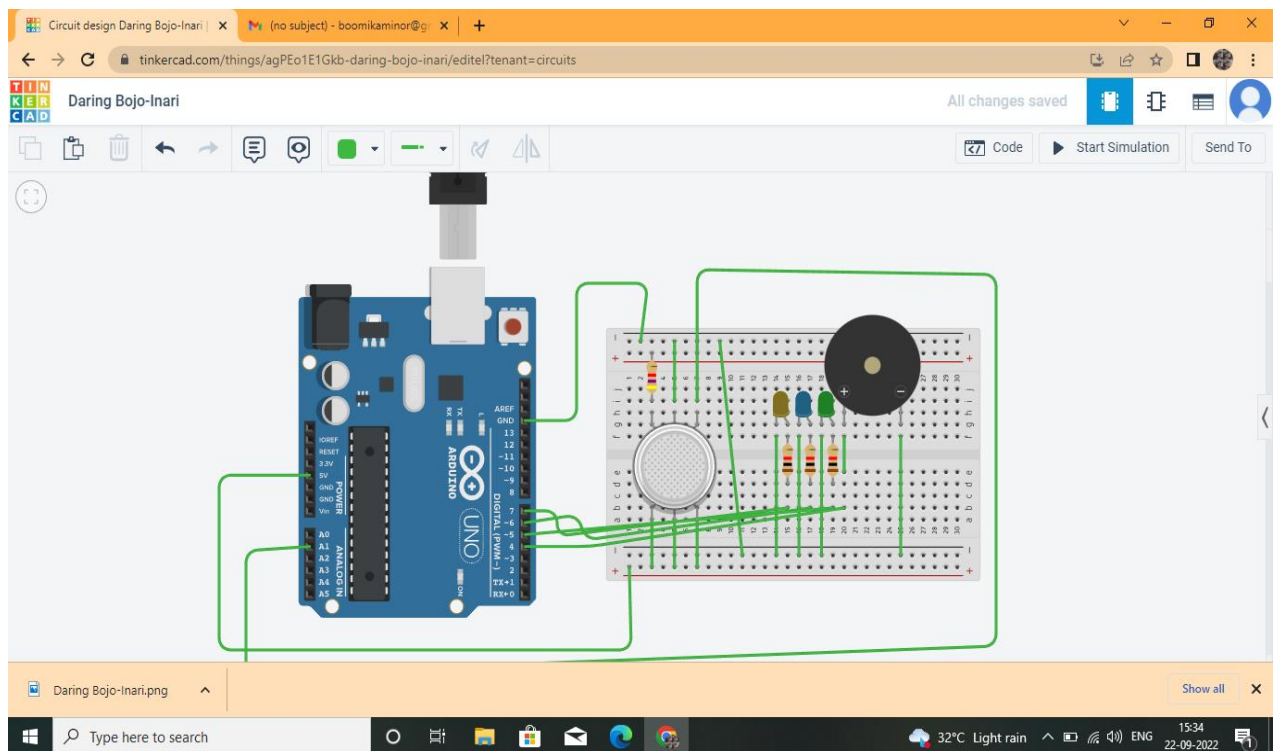 Circuit design Daring Bojo-Inari |
(no subject) - boomikaminor@gr
tinkercad.com/things/agPEo1E1Gkb-daring-bojo-inari/editel?tenant=circuits
TIN
KER
CAD
Daring Bojo-Inari
All changes saved
Code
Start Simulation
Send To
AREF
GND
13
12
~11
~10
~9
8
7
~6
~5
4
~3
2
TX→1
RX←0
DIGITAL (PWM~)
L
TX
RX
ARDUINO
UNO
ON
IOREF
RESET
3.3V
5V
GND
GND
Vin
POWER
A0
A1
A2
A3
A4
A5
ANALOG IN
Daring Bojo-Inari.png
Show all
Type here to search
32°C Light rain
ENG
15:34
22-09-2022